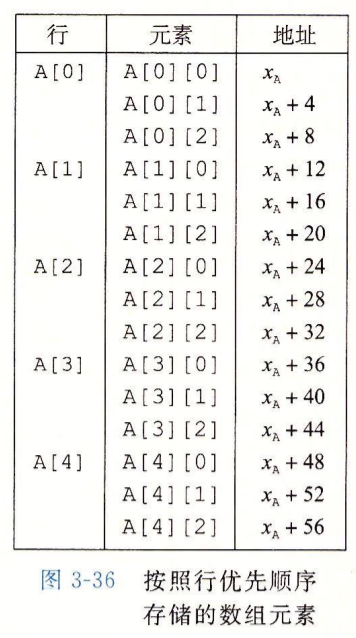 行 元素 地址
A[0] A[0][0] x_A
A[0][1] x_A + 4
A[0][2] x_A + 8
A[1] A[1][0] x_A + 12
A[1][1] x_A + 16
A[1][2] x_A + 20
A[2] A[2][0] x_A + 24
A[2][1] x_A + 28
A[2][2] x_A + 32
A[3] A[3][0] x_A + 36
A[3][1] x_A + 40
A[3][2] x_A + 44
A[4] A[4][0] x_A + 48
A[4][1] x_A + 52
A[4][2] x_A + 56
图 3-36 按照行优先顺序
存储的数组元素